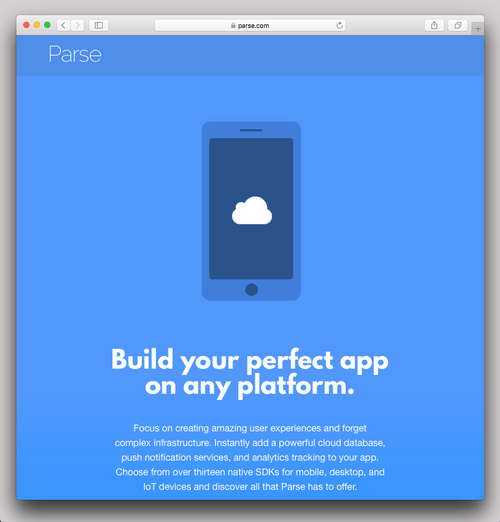 parse.com
Parse
Build your perfect app
on any platform.
Focus on creating amazing user experiences and forget
complex infrastructure. Instantly add a powerful cloud database,
push notification services, and analytics tracking to your app.
Choose from over thirteen native SDKs for mobile, desktop, and
IoT devices and discover all that Parse has to offer.